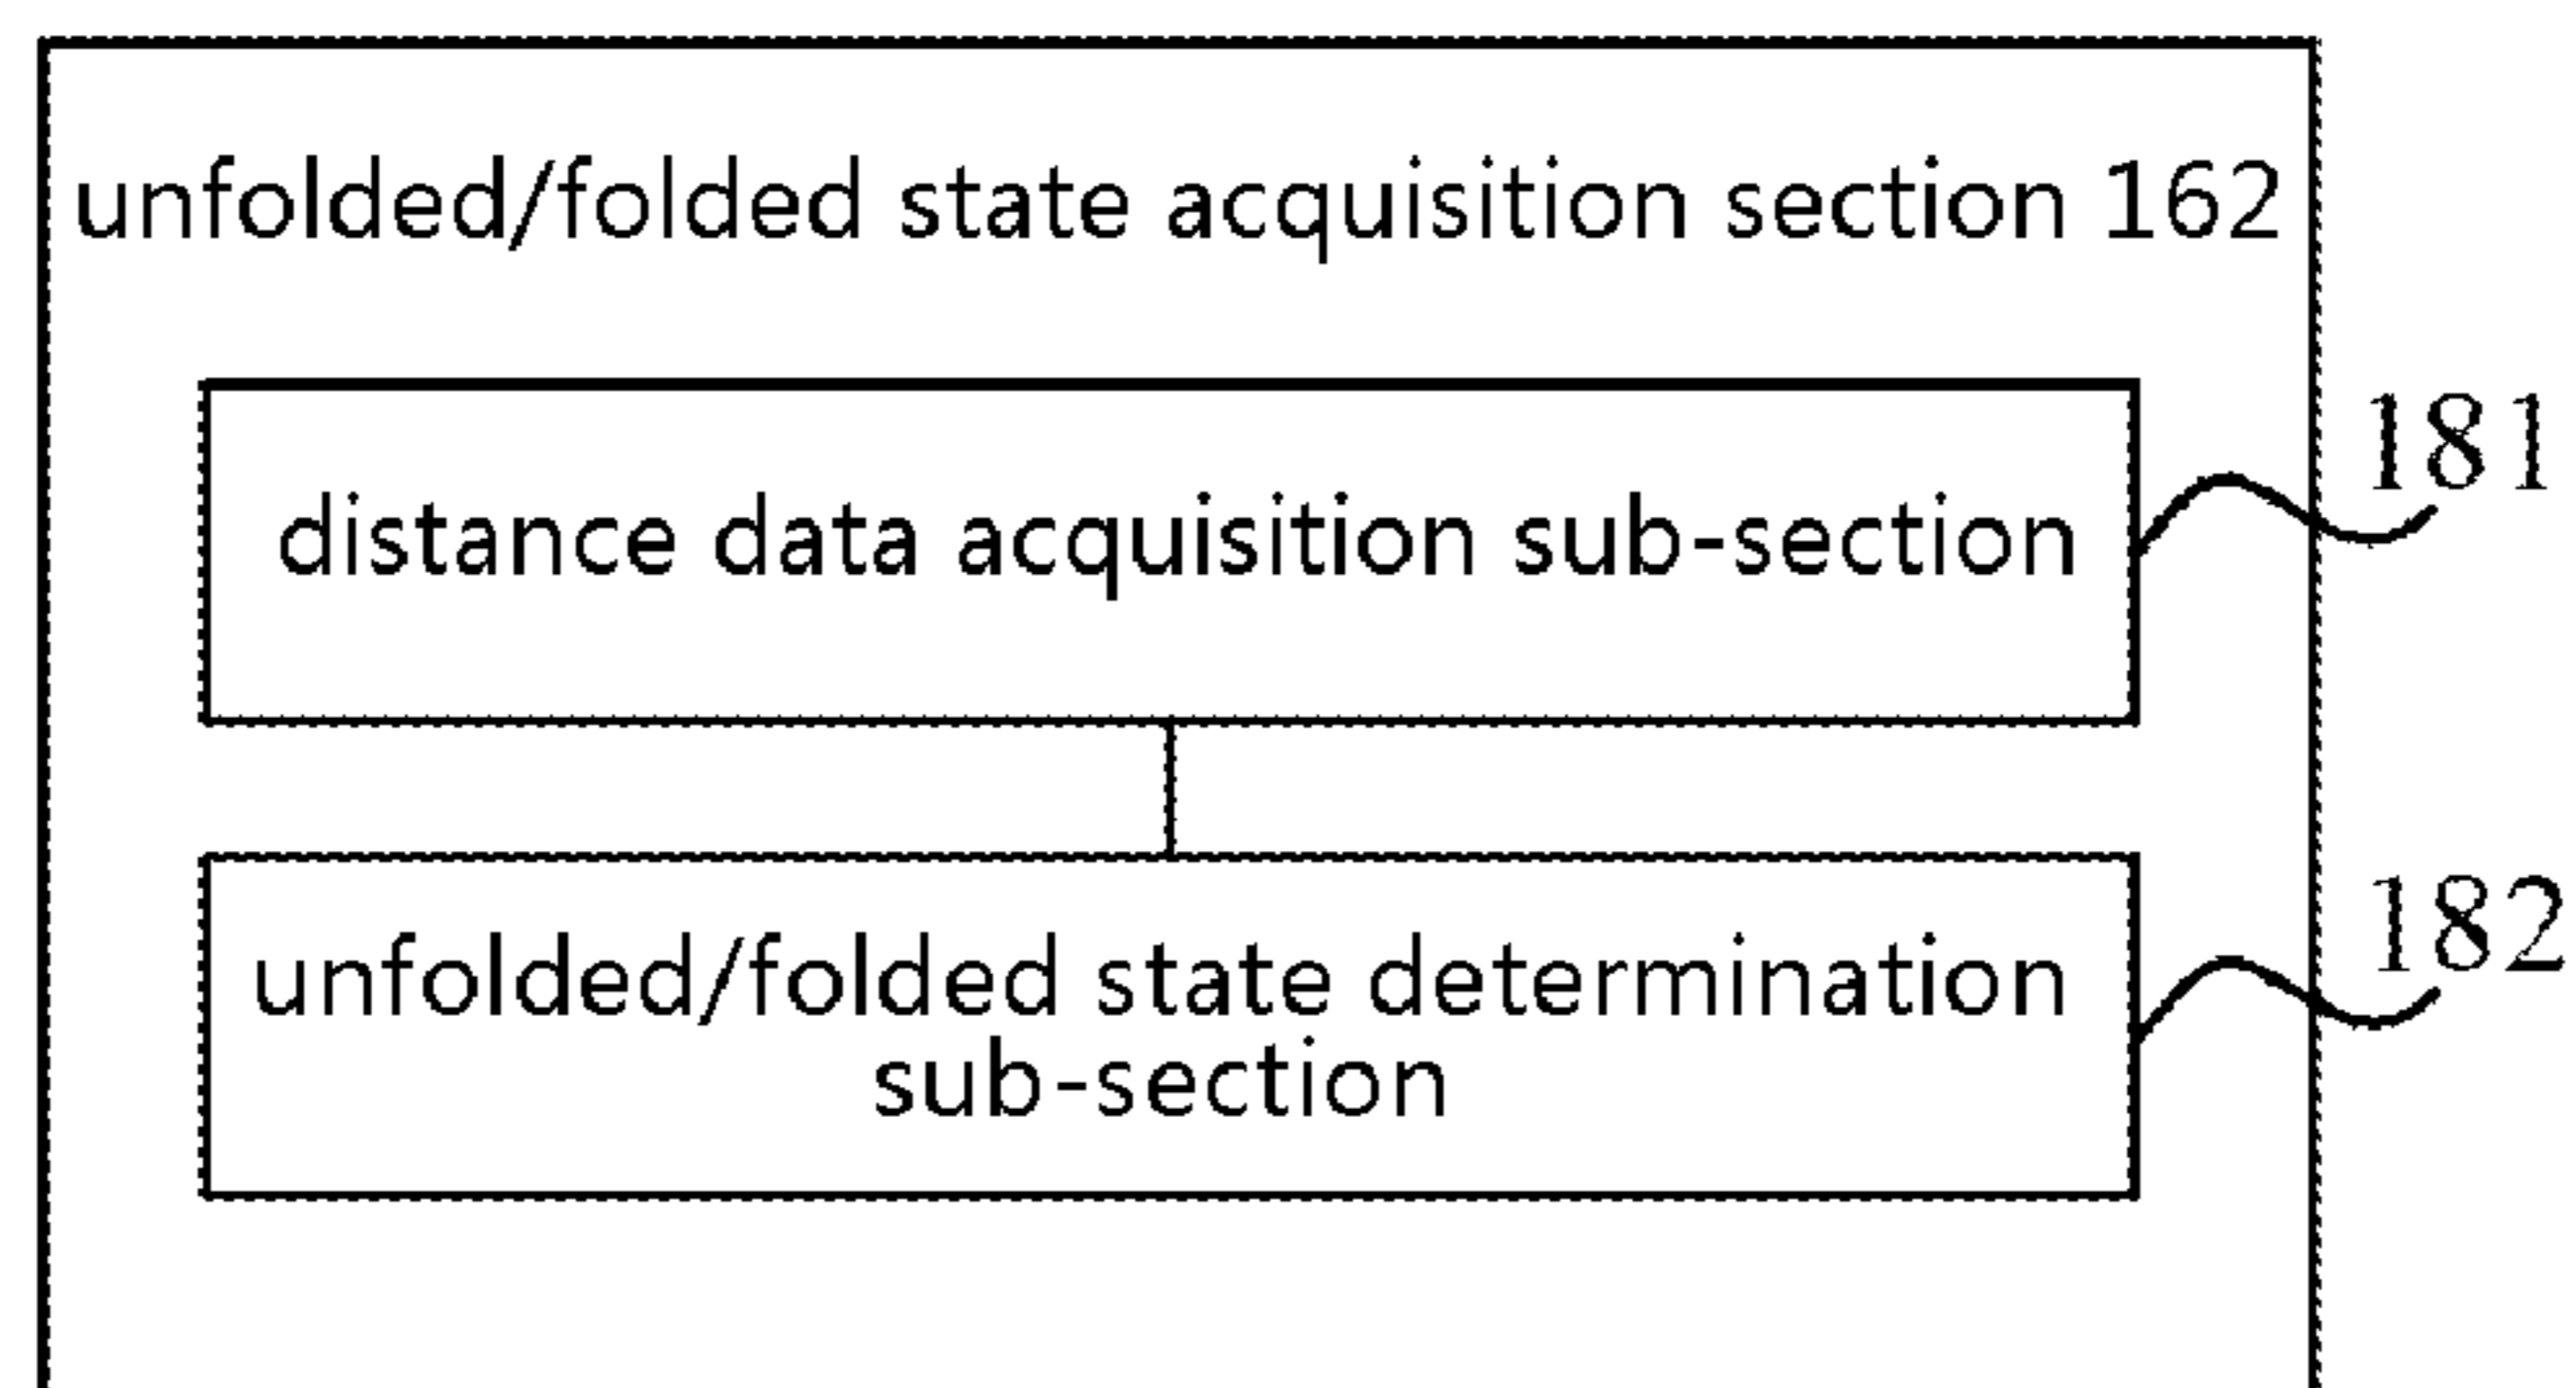 unfolded/folded state acquisition section 162
181
distance data acquisition sub-section
182
unfolded/folded state determination
sub-section